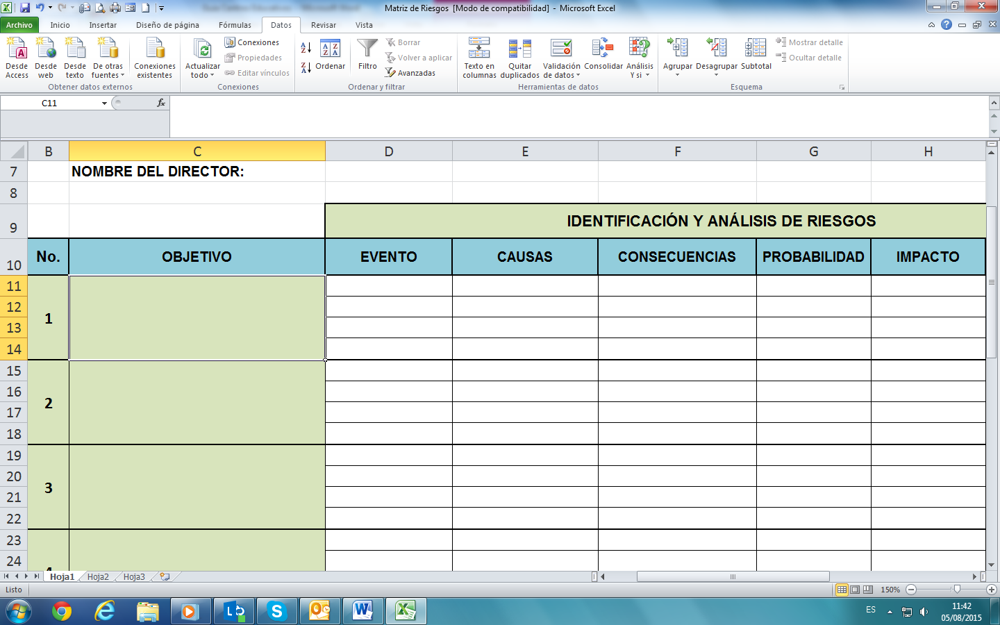 Matriz de Riesgos [Modo de compatibilidad] - Microsoft Excel
Archivo Inicio Insertar Diseño de página Fórmulas Datos Revisar Vista
Desde Access
Desde web
Desde texto
De otras fuentes
Conexiones existentes
Obtener datos externos
Actualizar todo
Conexiones
Propiedades
Editar vínculos
Conexiones
Ordenar
Filtro
Borrar
Volver a aplicar
Avanzadas
Ordenar y filtrar
Texto en columnas
Quitar duplicados
Validación de datos
Consolidar
Análisis Y si
Herramientas de datos
Agrupar
Desagrupar
Subtotal
Mostrar detalle
Ocultar detalle
Esquema
C11 fx
B C D E F G H
7 NOMBRE DEL DIRECTOR:
8
9 IDENTIFICACIÓN Y ANÁLISIS DE RIESGOS
10 No. OBJETIVO EVENTO CAUSAS CONSECUENCIAS PROBABILIDAD IMPACTO
11
12
1
13
14
15
16
2
17
18
19
20
3
21
22
23
24
Hoja1 Hoja2 Hoja3
Listo 150%
ES 11:42
05/08/2015